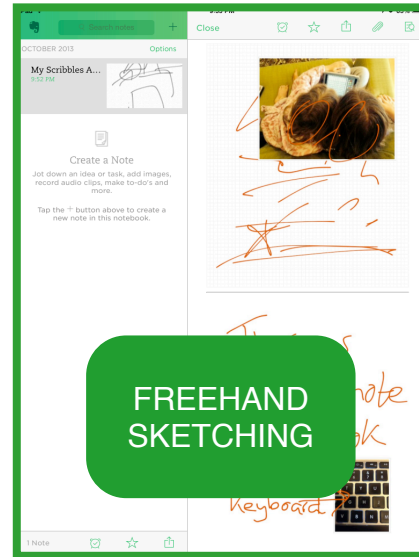 Search notes
Close
OCTOBER 2013
Options
My Scribbles A...
9:52 PM
Create a Note
Jot down an idea or task, add images,
record audio clips, make to-do's and
more.
Tap the + button above to create a
new note in this notebook.
FREEHAND
SKETCHING
note
Keyboard
1 Note